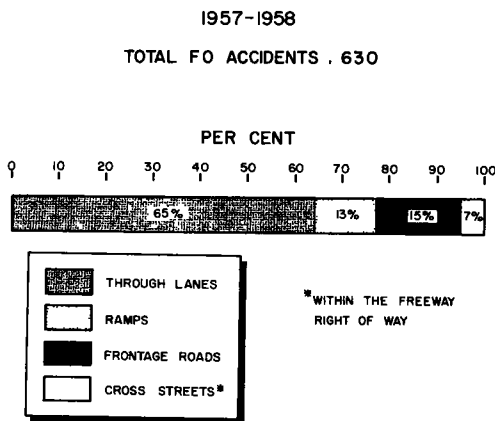 1957-1958
TOTAL FO ACCIDENTS . 630
PER CENT
0 10 20 30 40 50 60 70 80 90 100
65% 13% 15% 7%
THROUGH LANES
RAMPS
FRONTAGE ROADS
CROSS STREETS*
*WITHIN THE FREEWAY
RIGHT OF WAY